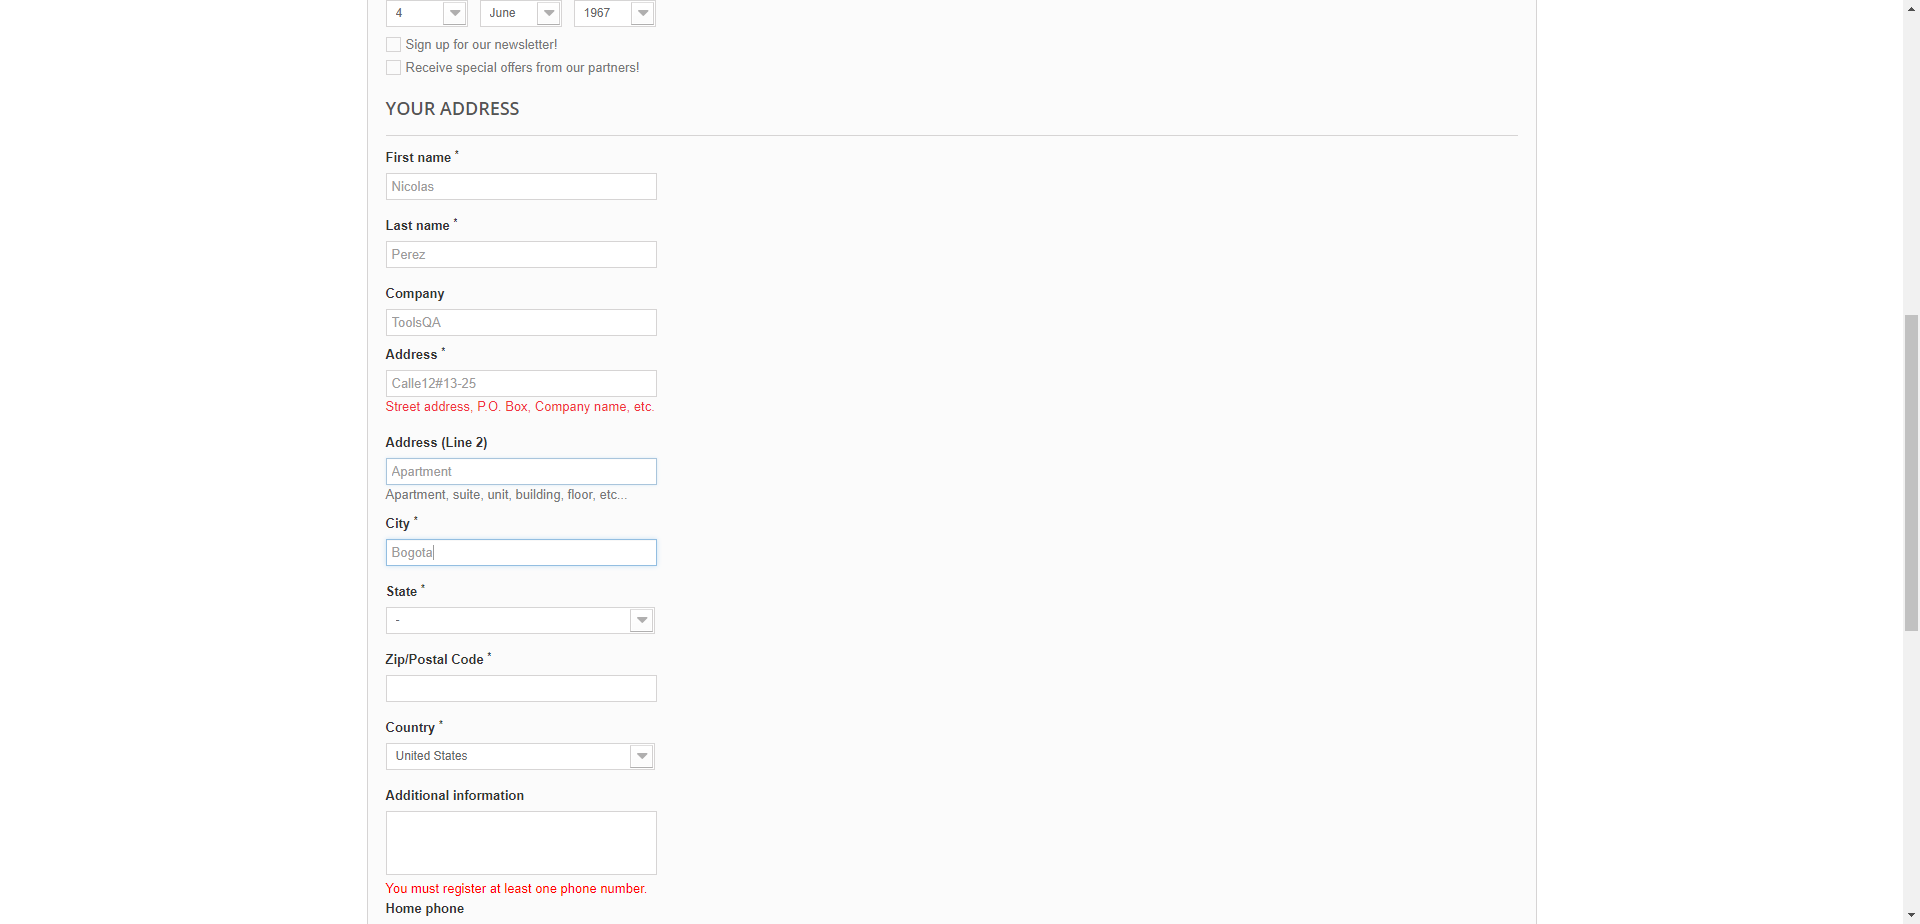 4 June 1967
Sign up for our newsletter!
Receive special offers from our partners!
YOUR ADDRESS
First name *
Nicolas
Last name *
Perez
Company
ToolsQA
Address *
Calle12#13-25
Street address, P.O. Box, Company name, etc.
Address (Line 2)
Apartment
Apartment, suite, unit, building, floor, etc...
City *
Bogota
State *
-
Zip/Postal Code *
Country *
United States
Additional information
You must register at least one phone number.
Home phone